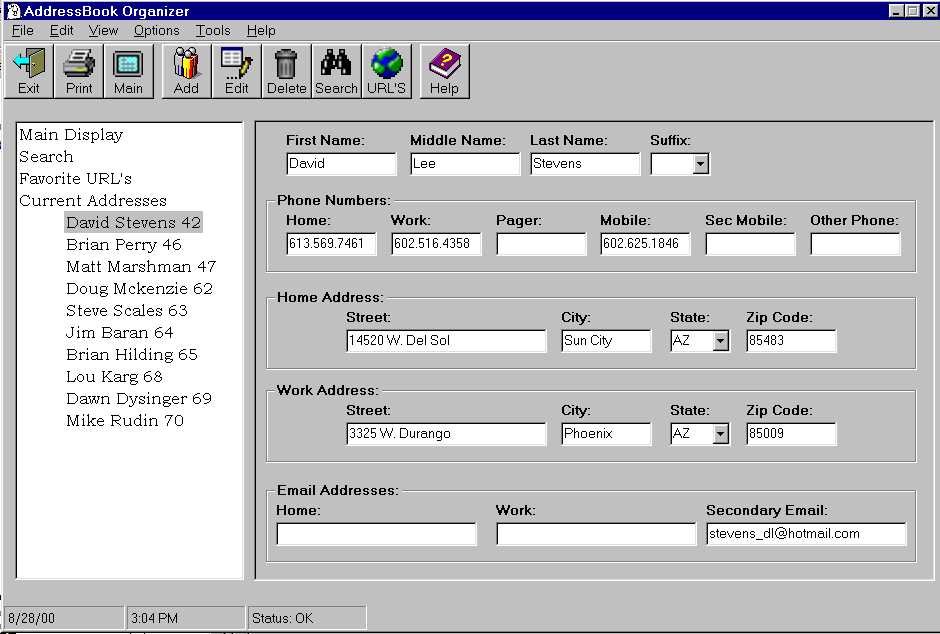 AddressBook Organizer
File Edit View Options Tools Help
Exit Print Main Add Edit Delete Search URL'S Help
Main Display
Search
Favorite URL's
Current Addresses
David Stevens 42
Brian Perry 46
Matt Marshman 47
Doug Mckenzie 62
Steve Scales 63
Jim Baran 64
Brian Hilding 65
Lou Karg 68
Dawn Dysinger 69
Mike Rudin 70
First Name: Middle Name: Last Name: Suffix:
David Lee Stevens
Phone Numbers:
Home: Work: Pager: Mobile: Sec Mobile: Other Phone:
613.569.7461 602.516.4358 602.625.1846
Home Address:
Street: City: State: Zip Code:
14520 W. Del Sol Sun City AZ 85483
Work Address:
Street: City: State: Zip Code:
3325 W. Durango Phoenix AZ 85009
Email Addresses:
Home: Work: Secondary Email:
stevens_dl@hotmail.com
8/28/00 3:04 PM Status: OK